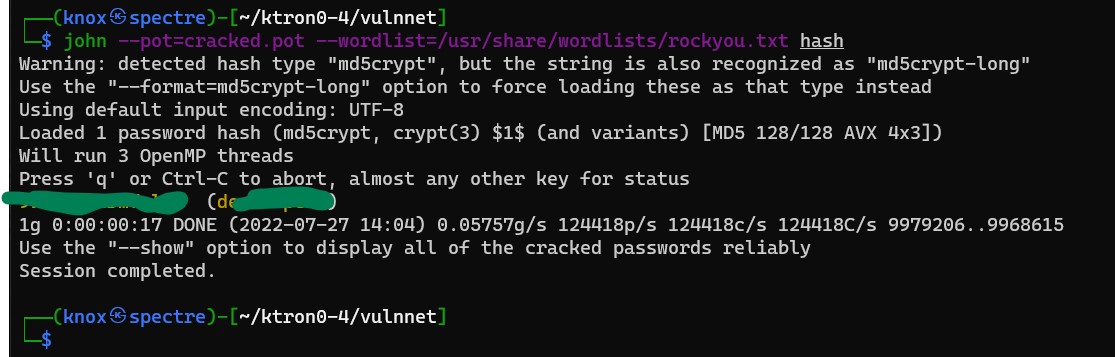 ┌──(knox㉿spectre)-[~/ktron0-4/vulnnet]
└─$ john --pot=cracked.pot --wordlist=/usr/share/wordlists/rockyou.txt hash
Warning: detected hash type "md5crypt", but the string is also recognized as "md5crypt-long"
Use the "--format=md5crypt-long" option to force loading these as that type instead
Using default input encoding: UTF-8
Loaded 1 password hash (md5crypt, crypt(3) $1$ (and variants) [MD5 128/128 AVX 4x3])
Will run 3 OpenMP threads
Press 'q' or Ctrl-C to abort, almost any other key for status
1g 0:00:00:17 DONE (2022-07-27 14:04) 0.05757g/s 124418p/s 124418c/s 124418C/s 9979206..9968615
Use the "--show" option to display all of the cracked passwords reliably
Session completed.
┌──(knox㉿spectre)-[~/ktron0-4/vulnnet]
└─$